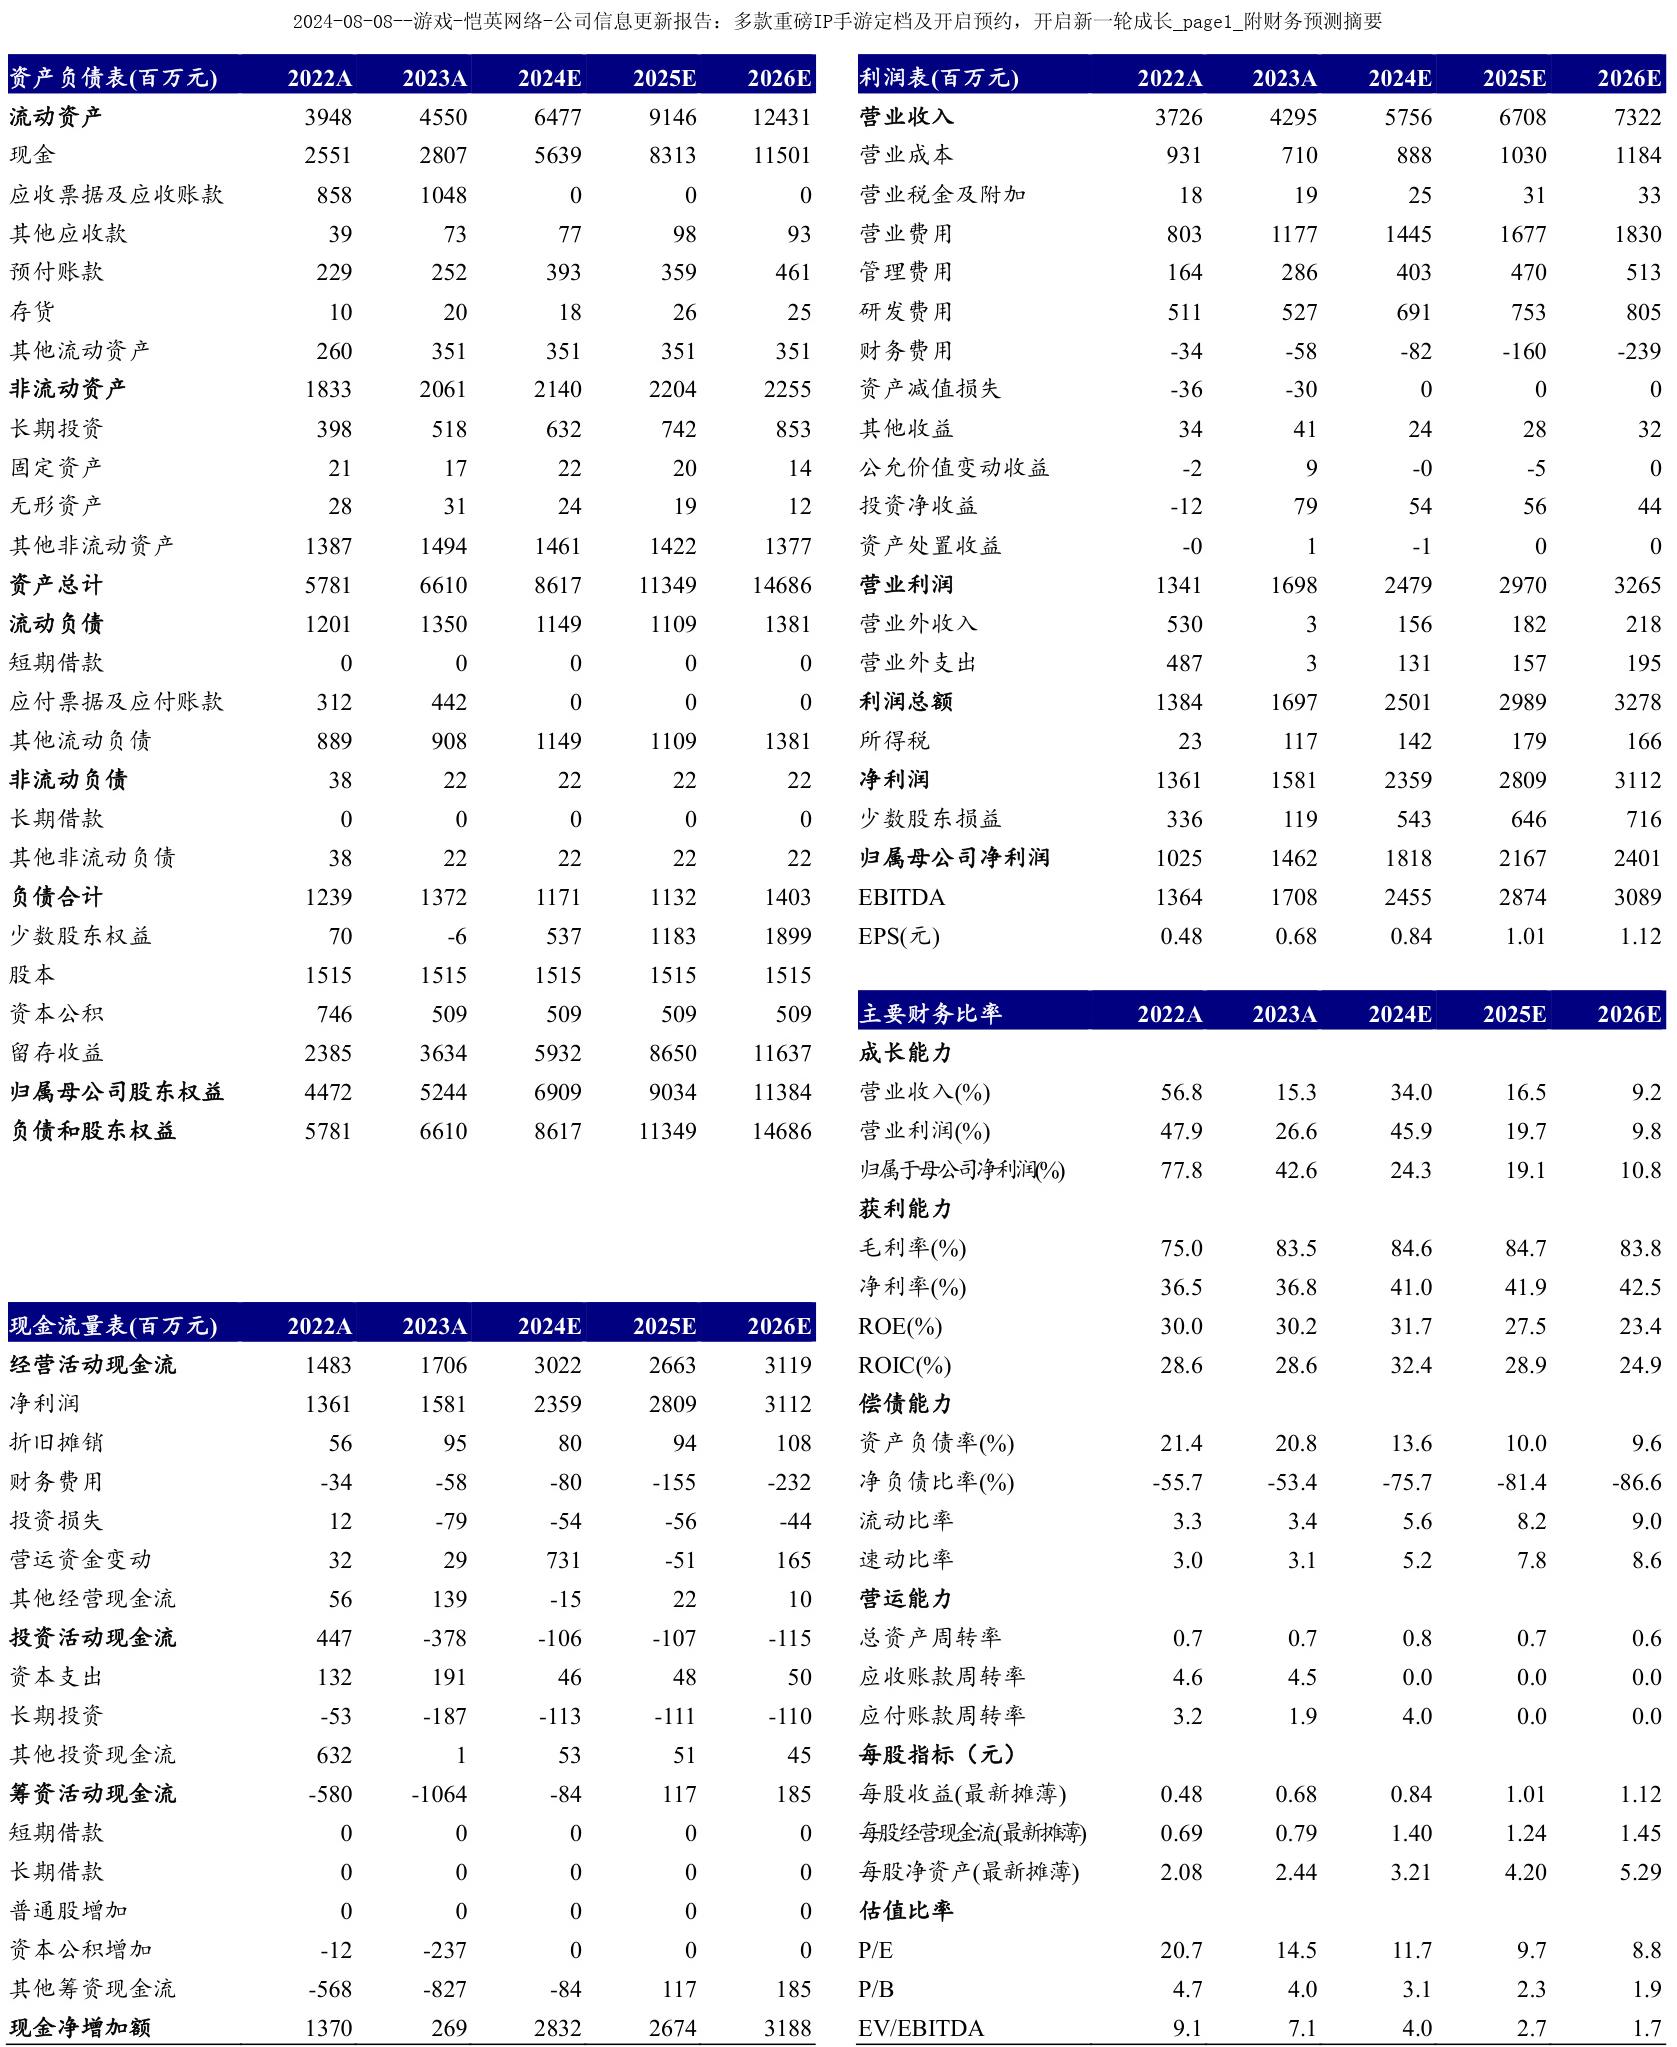 2024-08-08--游戏-恺英网络-公司信息更新报告：多款重磅IP手游定档及开启预约，开启新一轮成长_page1_附财务预测摘要
资产负债表(百万元) 2022A 2023A 2024E 2025E 2026E
流动资产 3948 4550 6477 9146 12431
现金 2551 2807 5639 8313 11501
应收票据及应收账款 858 1048 0 0 0
其他应收款 39 73 77 98 93
预付账款 229 252 393 359 461
存货 10 20 18 26 25
其他流动资产 260 351 351 351 351
非流动资产 1833 2061 2140 2204 2255
长期投资 398 518 632 742 853
固定资产 21 17 22 20 14
无形资产 28 31 24 19 12
其他非流动资产 1387 1494 1461 1422 1377
资产总计 5781 6610 8617 11349 14686
流动负债 1201 1350 1149 1109 1381
短期借款 0 0 0 0 0
应付票据及应付账款 312 442 0 0 0
其他流动负债 889 908 1149 1109 1381
非流动负债 38 22 22 22 22
长期借款 0 0 0 0 0
其他非流动负债 38 22 22 22 22
负债合计 1239 1372 1171 1132 1403
少数股东权益 70 -6 537 1183 1899
股本 1515 1515 1515 1515 1515
资本公积 746 509 509 509 509
留存收益 2385 3634 5932 8650 11637
归属母公司股东权益 4472 5244 6909 9034 11384
负债和股东权益 5781 6610 8617 11349 14686
现金流量表(百万元) 2022A 2023A 2024E 2025E 2026E
经营活动现金流 1483 1706 3022 2663 3119
净利润 1361 1581 2359 2809 3112
折旧摊销 56 95 80 94 108
财务费用 -34 -58 -80 -155 -232
投资损失 12 -79 -54 -56 -44
营运资金变动 32 29 731 -51 165
其他经营现金流 56 139 -15 22 10
投资活动现金流 447 -378 -106 -107 -115
资本支出 132 191 46 48 50
长期投资 -53 -187 -113 -111 -110
其他投资现金流 632 1 53 51 45
筹资活动现金流 -580 -1064 -84 117 185
短期借款 0 0 0 0 0
长期借款 0 0 0 0 0
普通股增加 0 0 0 0 0
资本公积增加 -12 -237 0 0 0
其他筹资现金流 -568 -827 -84 117 185
现金净增加额 1370 269 2832 2674 3188
利润表(百万元) 2022A 2023A 2024E 2025E 2026E
营业收入 3726 4295 5756 6708 7322
营业成本 931 710 888 1030 1184
营业税金及附加 18 19 25 31 33
营业费用 803 1177 1445 1677 1830
管理费用 164 286 403 470 513
研发费用 511 527 691 753 805
财务费用 -34 -58 -82 -160 -239
资产减值损失 -36 -30 0 0 0
其他收益 34 41 24 28 32
公允价值变动收益 -2 9 -0 -5 0
投资净收益 -12 79 54 56 44
资产处置收益 -0 1 -1 0 0
营业利润 1341 1698 2479 2970 3265
营业外收入 530 3 156 182 218
营业外支出 487 3 131 157 195
利润总额 1384 1697 2501 2989 3278
所得税 23 117 142 179 166
净利润 1361 1581 2359 2809 3112
少数股东损益 336 119 543 646 716
归属母公司净利润 1025 1462 1818 2167 2401
EBITDA 1364 1708 2455 2874 3089
EPS(元) 0.48 0.68 0.84 1.01 1.12
主要财务比率 2022A 2023A 2024E 2025E 2026E
成长能力
营业收入(%) 56.8 15.3 34.0 16.5 9.2
营业利润(%) 47.9 26.6 45.9 19.7 9.8
归属于母公司净利润(%) 77.8 42.6 24.3 19.1 10.8
获利能力
毛利率(%) 75.0 83.5 84.6 84.7 83.8
净利率(%) 36.5 36.8 41.0 41.9 42.5
ROE(%) 30.0 30.2 31.7 27.5 23.4
ROIC(%) 28.6 28.6 32.4 28.9 24.9
偿债能力
资产负债率(%) 21.4 20.8 13.6 10.0 9.6
净负债比率(%) -55.7 -53.4 -75.7 -81.4 -86.6
流动比率 3.3 3.4 5.6 8.2 9.0
速动比率 3.0 3.1 5.2 7.8 8.6
营运能力
总资产周转率 0.7 0.7 0.8 0.7 0.6
应收账款周转率 4.6 4.5 0.0 0.0 0.0
应付账款周转率 3.2 1.9 4.0 0.0 0.0
每股指标（元）
每股收益(最新摊薄) 0.48 0.68 0.84 1.01 1.12
每股经营现金流(最新摊薄) 0.69 0.79 1.40 1.24 1.45
每股净资产(最新摊薄) 2.08 2.44 3.21 4.20 5.29
估值比率
P/E 20.7 14.5 11.7 9.7 8.8
P/B 4.7 4.0 3.1 2.3 1.9
EV/EBITDA 9.1 7.1 4.0 2.7 1.7